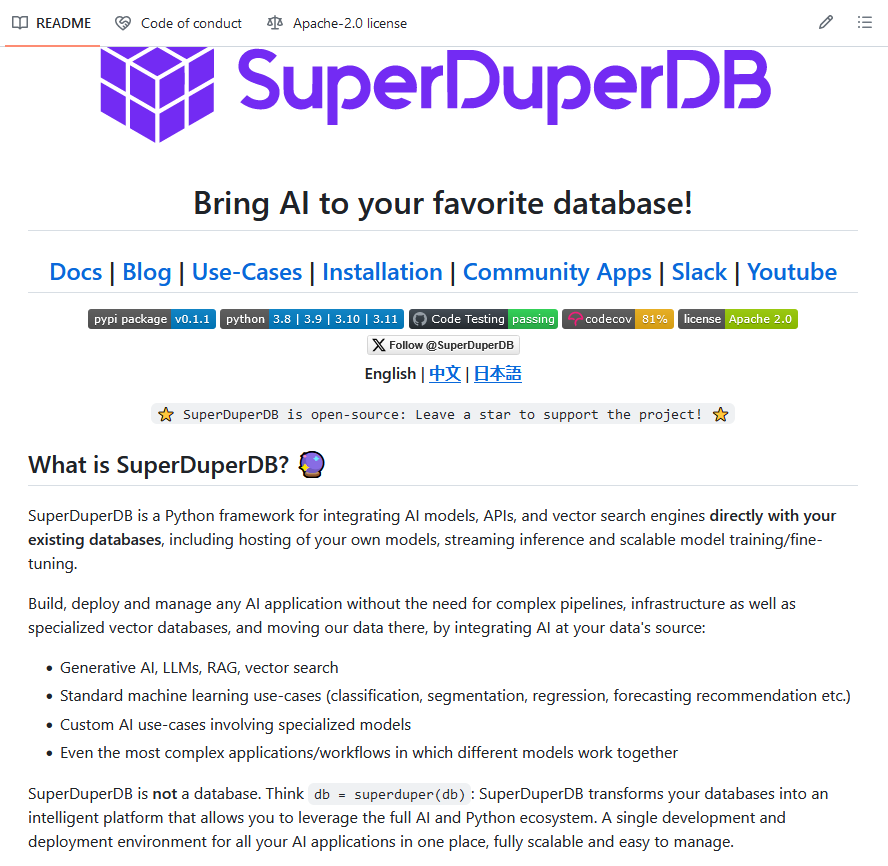 README Code of conduct Apache-2.0 license
SuperDuperDB
Bring AI to your favorite database!
Docs | Blog | Use-Cases | Installation | Community Apps | Slack | Youtube
pypi package v0.1.1 python 3.8 | 3.9 | 3.10 | 3.11 Code Testing passing codecov 81% license Apache 2.0
Follow @SuperDuperDB
English | 中文 | 日本語
⭐ SuperDuperDB is open-source: Leave a star to support the project! ⭐
What is SuperDuperDB? 🔮
SuperDuperDB is a Python framework for integrating AI models, APIs, and vector search engines directly with your
existing databases, including hosting of your own models, streaming inference and scalable model training/fine-
tuning.
Build, deploy and manage any AI application without the need for complex pipelines, infrastructure as well as
specialized vector databases, and moving our data there, by integrating AI at your data's source:
• Generative AI, LLMs, RAG, vector search
• Standard machine learning use-cases (classification, segmentation, regression, forecasting recommendation etc.)
• Custom AI use-cases involving specialized models
• Even the most complex applications/workflows in which different models work together
SuperDuperDB is not a database. Think db = superduper(db) : SuperDuperDB transforms your databases into an
intelligent platform that allows you to leverage the full AI and Python ecosystem. A single development and
deployment environment for all your AI applications in one place, fully scalable and easy to manage.